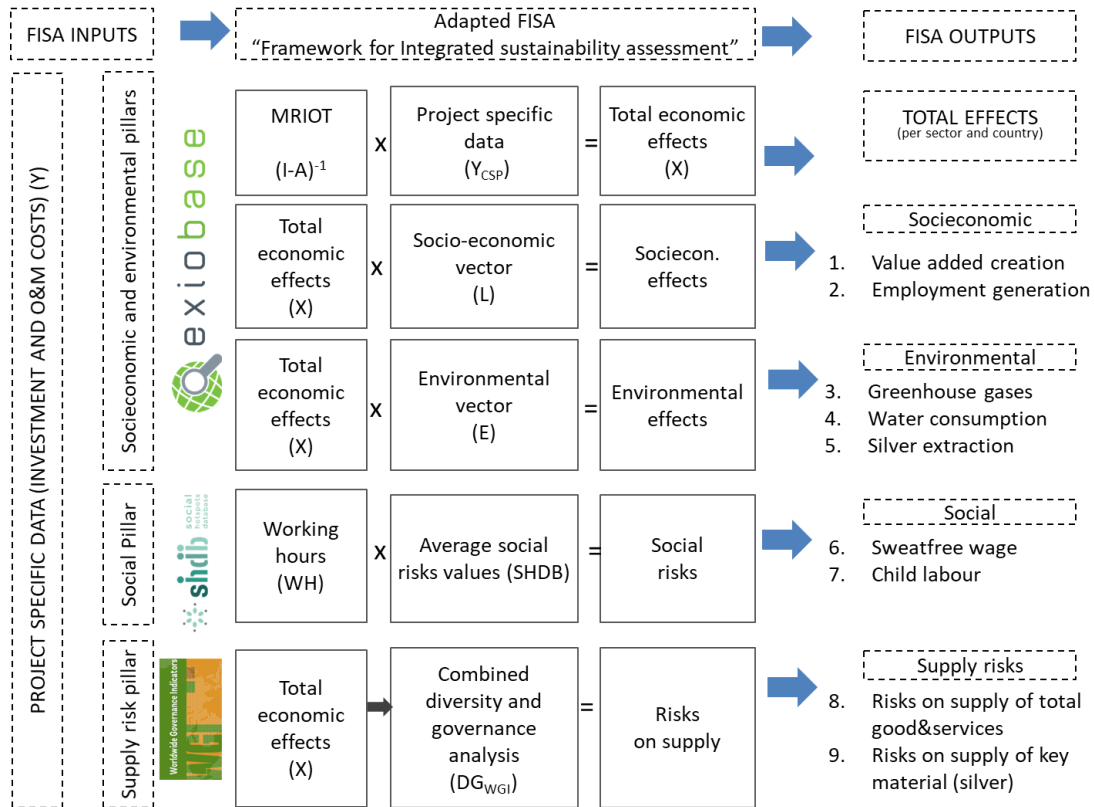 FISA INPUTS
Adapted FISA
“Framework for Integrated sustainability assessment”
FISA OUTPUTS
PROJECT SPECIFIC DATA (INVESTMENT AND O&M COSTS) (Y)
Socieconomic and environmental pillars
exiobase
MRIOT
(I-A)-1
x
Project specific
data
(YCSP)
=
Total economic
effects
(X)
TOTAL EFFECTS
(per sector and country)
Total
economic
effects
(X)
x
Socio-economic
vector
(L)
=
Sociecon.
effects
Socieconomic
1. Value added creation
2. Employment generation
Total
economic
effects
(X)
x
Environmental
vector
(E)
=
Environmental
effects
Environmental
3. Greenhouse gases
4. Water consumption
5. Silver extraction
Social Pillar
shdb
social
hotspots
database
Working
hours
(WH)
x
Average social
risks values (SHDB)
=
Social
risks
Social
6. Sweatfree wage
7. Child labour
Supply risk pillar
Worldwide Governance Indicators
Total
economic
effects
(X)
Combined
diversity and
governance
analysis
(DGWGI)
=
Risks
on supply
Supply risks
8. Risks on supply of total
good&services
9. Risks on supply of key
material (silver)